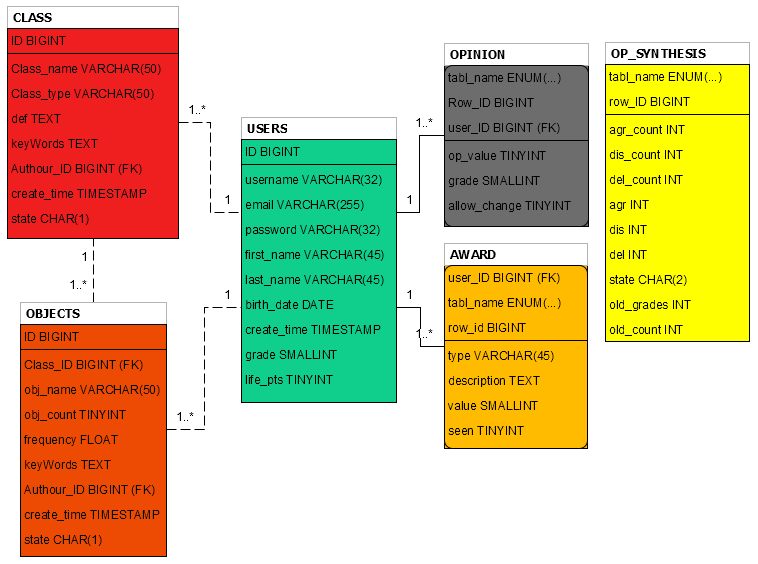 CLASS
ID BIGINT
Class_name VARCHAR(50)
Class_type VARCHAR(50)
def TEXT
keyWords TEXT
Authour_ID BIGINT (FK)
create_time TIMESTAMP
state CHAR(1)
1
1..*
OBJECTS
ID BIGINT
Class_ID BIGINT (FK)
obj_name VARCHAR(50)
obj_count TINYINT
frequency FLOAT
keyWords TEXT
Authour_ID BIGINT (FK)
create_time TIMESTAMP
state CHAR(1)
1..*
1
1
1..*
USERS
ID BIGINT
username VARCHAR(32)
email VARCHAR(255)
password VARCHAR(32)
first_name VARCHAR(45)
last_name VARCHAR(45)
birth_date DATE
create_time TIMESTAMP
grade SMALLINT
life_pts TINYINT
1..*
1
1
1..*
OPINION
tabl_name ENUM(...)
Row_ID BIGINT
user_ID BIGINT (FK)
op_value TINYINT
grade SMALLINT
allow_change TINYINT
AWARD
user_ID BIGINT (FK)
tabl_name ENUM(...)
row_id BIGINT
type VARCHAR(45)
description TEXT
value SMALLINT
seen TINYINT
OP_SYNTHESIS
tabl_name ENUM(...)
row_ID BIGINT
agr_count INT
dis_count INT
del_count INT
agr INT
dis INT
del INT
state CHAR(2)
old_grades INT
old_count INT